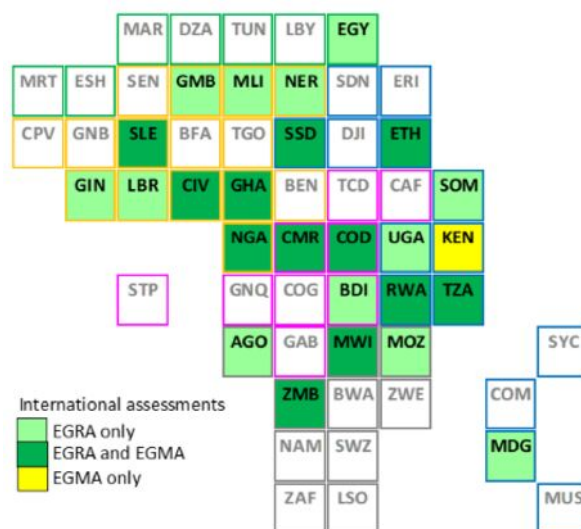 MAR DZA TUN LBY EGY
MRT ESH SEN GMB MLI NER SDN ERI
CPV GNB SLE BFA TGO SSD DJI ETH
GIN LBR CIV GHA BEN TCD CAF SOM
NGA CMR COD UGA KEN
STP GNQ COG BDI RWA TZA
AGO GAB MWI MOZ SYC
ZMB BWA ZWE COM
International assessments
EGRA only
EGRA and EGMA
EGMA only
NAM SWZ MDG
ZAF LSO MUS